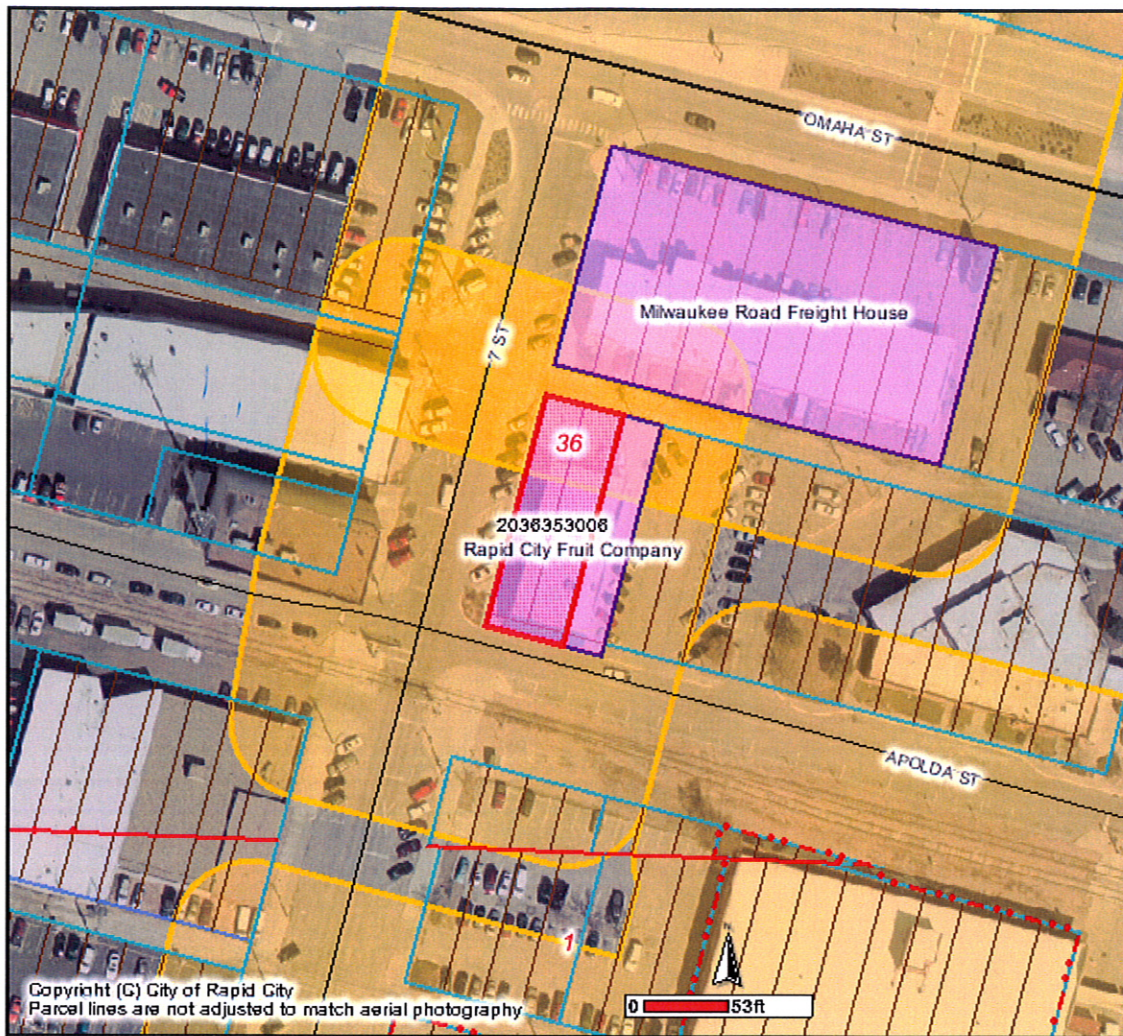 OMAHA ST
Milwaukee Road Freight House
7 ST
36
2036353006
Rapid City Fruit Company
APOLDA ST
1
N
Copyright (C) City of Rapid City
Parcel lines are not adjusted to match aerial photography
0 53ft